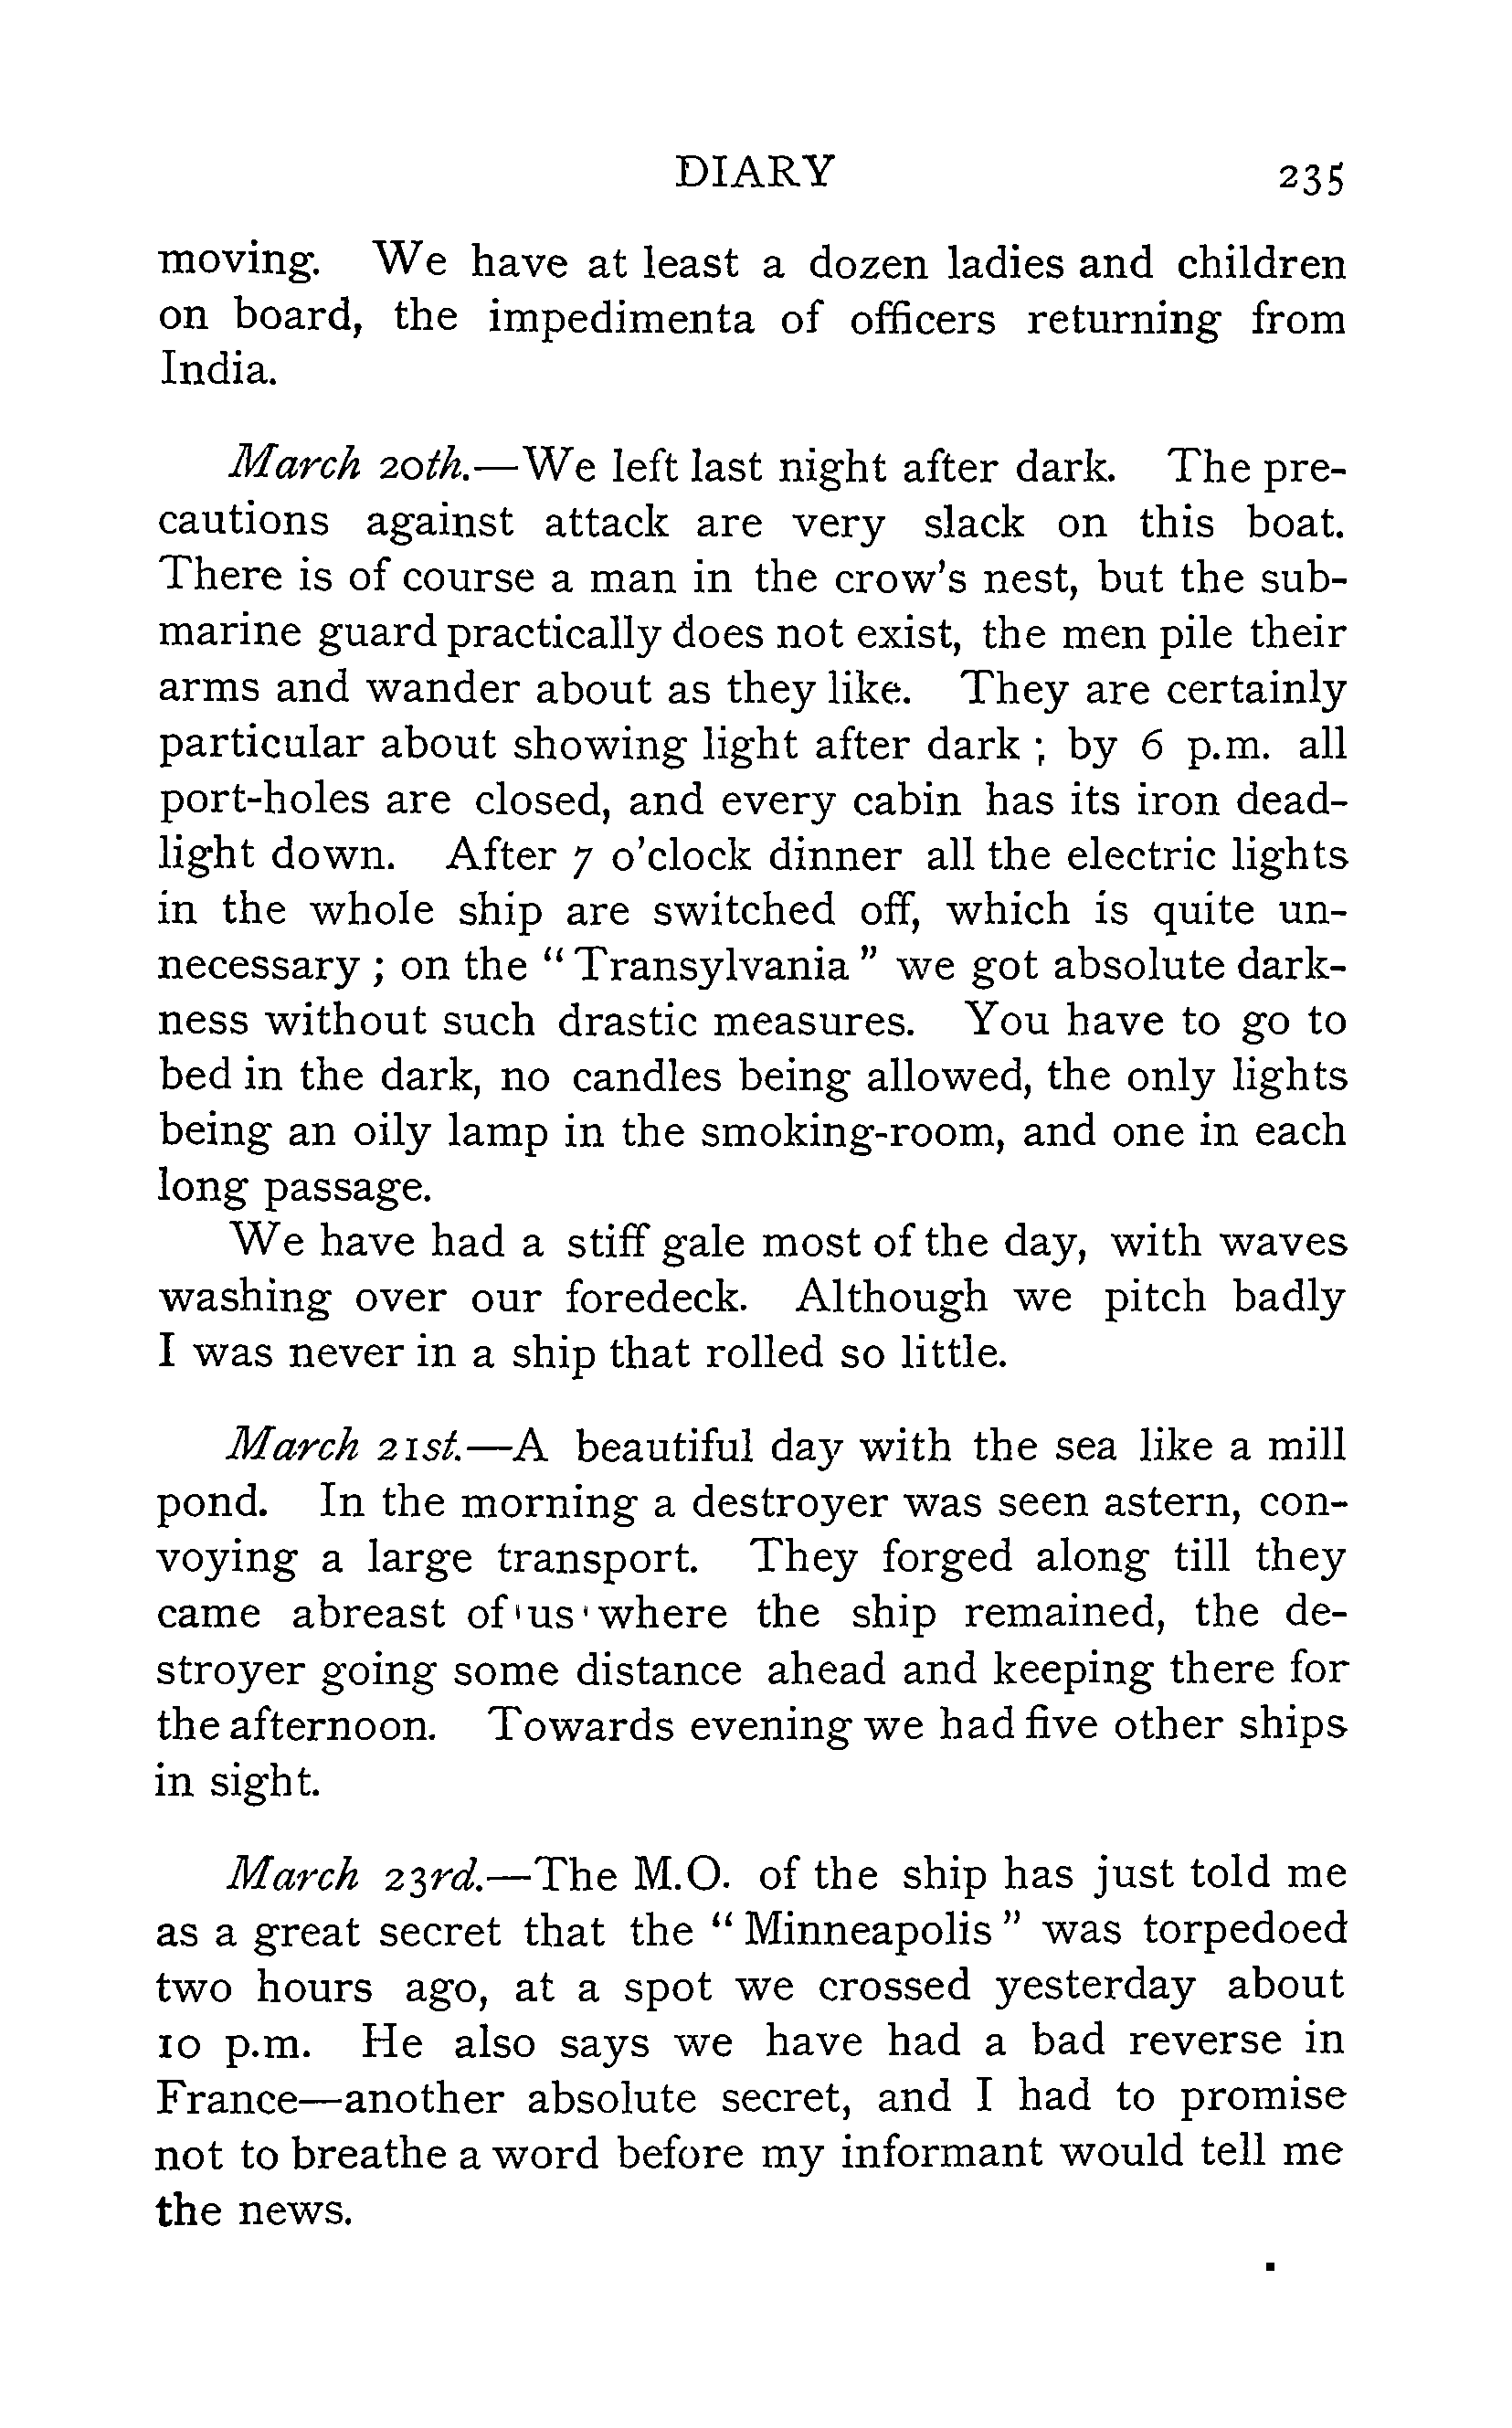 DIARY 235
moving. We have at least a dozen ladies and children
on board, the impedimenta of officers returning from
India.
March 20th.—We left last night after dark. The pre-
cautions against attack are very slack on this boat.
There is of course a man in the crow's nest, but the sub-
marine guard practically does not exist, the men pile their
arms and wander about as they like. They are certainly
particular about showing light after dark ; by 6 p.m. all
port-holes are closed, and every cabin has its iron dead-
light down. After 7 o'clock dinner all the electric lights
in the whole ship are switched off, which is quite un-
necessary ; on the " Transylvania " we got absolute dark-
ness without such drastic measures. You have to go to
bed in the dark, no candles being allowed, the only lights
being an oily lamp in the smoking-room, and one in each
long passage.
We have had a stiff gale most of the day, with waves
washing over our foredeck. Although we pitch badly
I was never in a ship that rolled so little.
March 21st.—A beautiful day with the sea like a mill
pond. In the morning a destroyer was seen astern, con-
voying a large transport. They forged along till they
came abreast of us where the ship remained, the de-
stroyer going some distance ahead and keeping there for
the afternoon. Towards evening we had five other ships
in sight.
March 23rd.—The M.O. of the ship has just told me
as a great secret that the " Minneapolis " was torpedoed
two hours ago, at a spot we crossed yesterday about
10 p.m. He also says we have had a bad reverse in
France—another absolute secret, and I had to promise
not to breathe a word before my informant would tell me
the news.